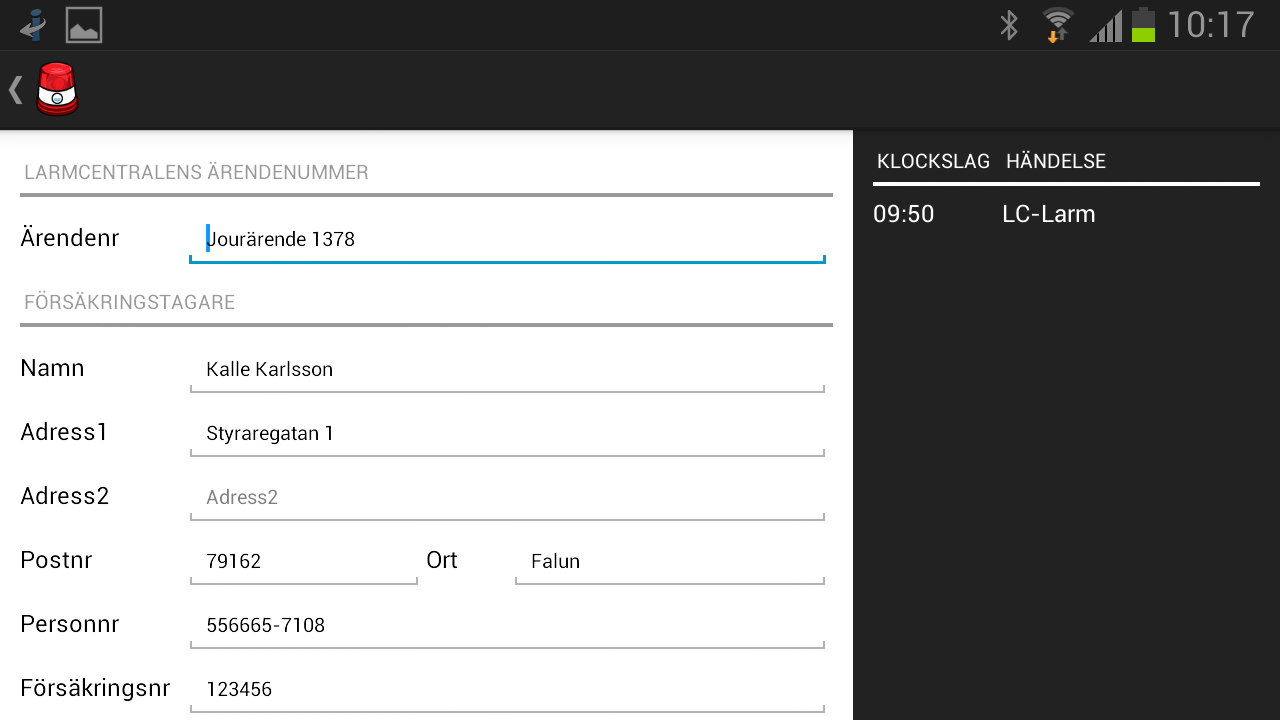 10:17
LARMCENTRALENS ÄRENDENUMMER
Ärendenr Jourärende 1378
FÖRSÄKRINGSTAGARE
Namn Kalle Karlsson
Adress1 Styraregatan 1
Adress2 Adress2
Postnr 79162 Ort Falun
Personnr 556665-7108
Försäkringsnr 123456
KLOCKSLAG HÄNDELSE
09:50 LC-Larm